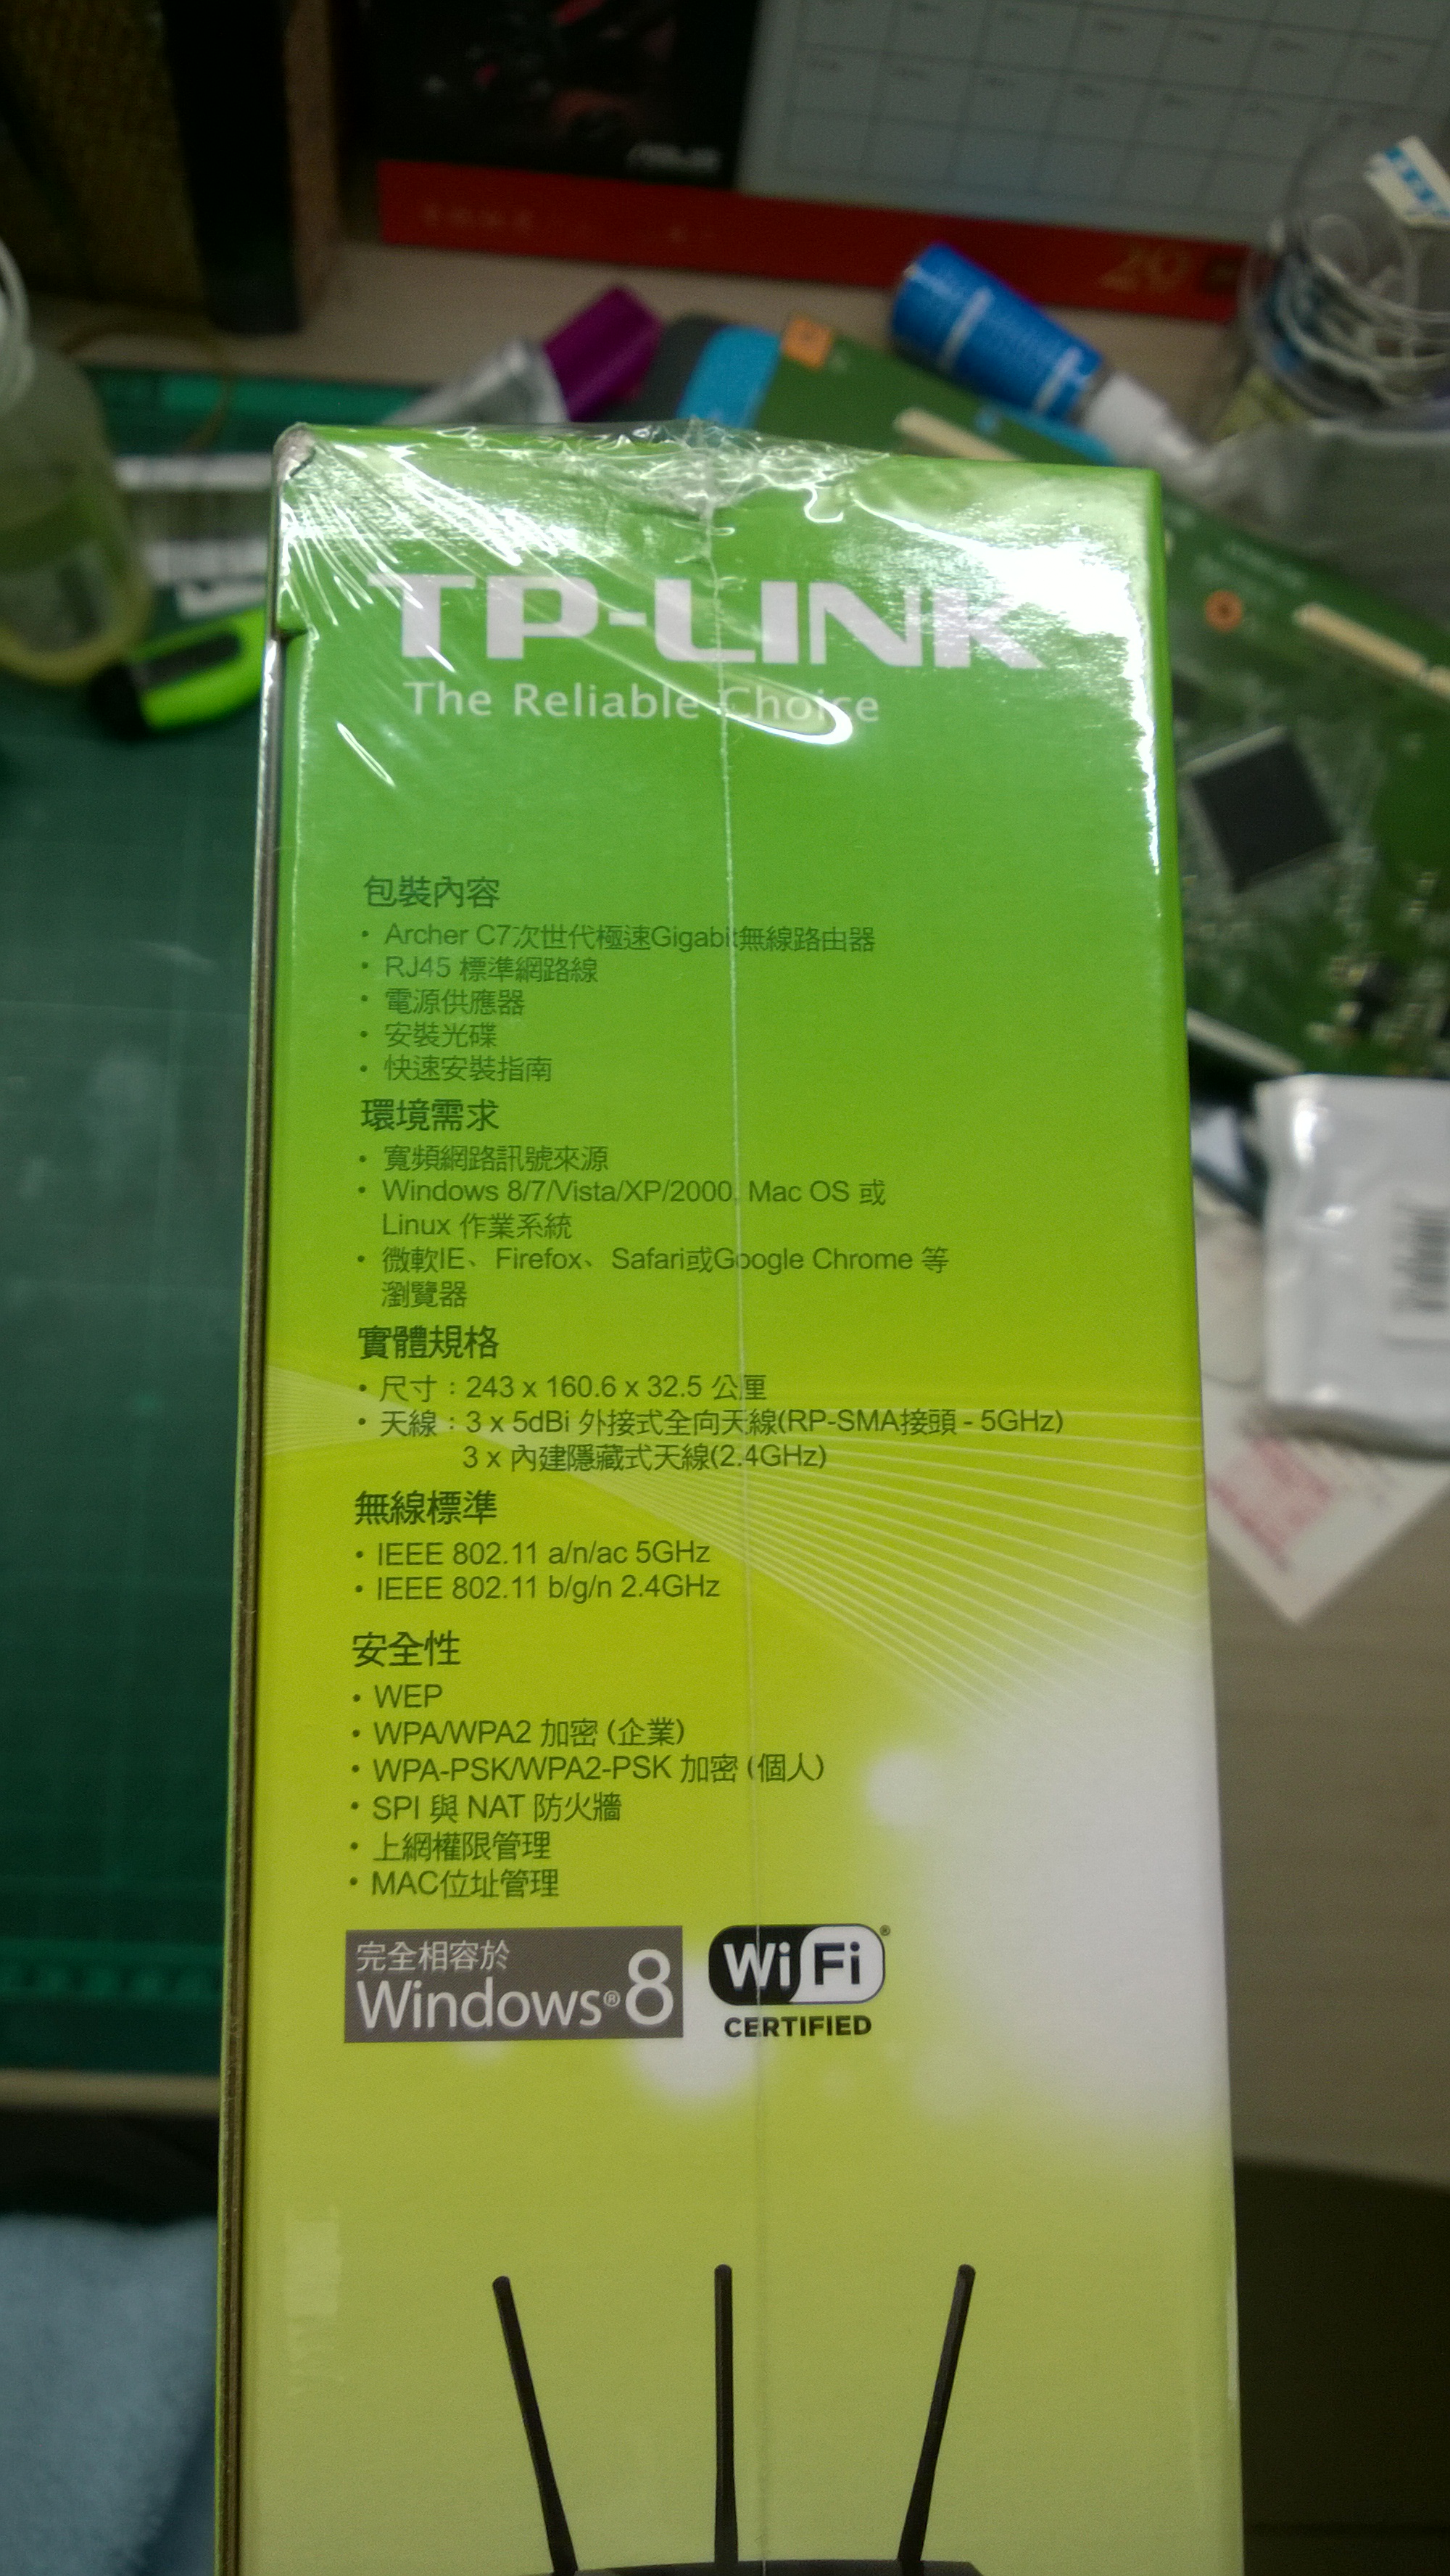 TP-LINK
The Reliable Choice
包裝內容
• Archer C7次世代極速Gigabit無線路由器
• RJ45 標準網路線
• 電源供應器
• 安裝光碟
• 快速安裝指南
環境需求
• 寬頻網路訊號來源
• Windows 8/7/Vista/XP/2000, Mac OS 或
Linux 作業系統
• 微軟IE、Firefox、Safari或Google Chrome 等
瀏覽器
實體規格
• 尺寸：243 x 160.6 x 32.5 公厘
• 天線：3 x 5dBi 外接式全向天線(RP-SMA接頭 - 5GHz)
3 x 內建隱藏式天線(2.4GHz)
無線標準
• IEEE 802.11 a/n/ac 5GHz
• IEEE 802.11 b/g/n 2.4GHz
安全性
• WEP
• WPA/WPA2 加密 (企業)
• WPA-PSK/WPA2-PSK 加密 (個人)
• SPI 與 NAT 防火牆
• 上網權限管理
• MAC位址管理
完全相容於
Windows®8
Wi Fi®
CERTIFIED